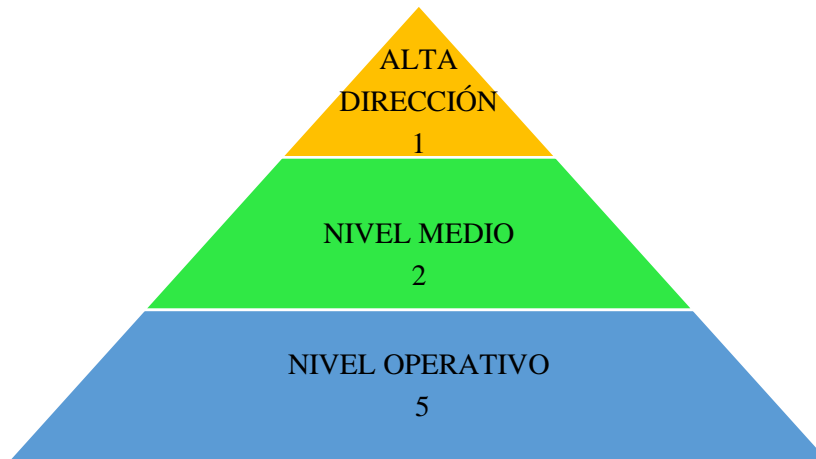 ALTA
DIRECCIÓN
1
NIVEL MEDIO
2
NIVEL OPERATIVO
5